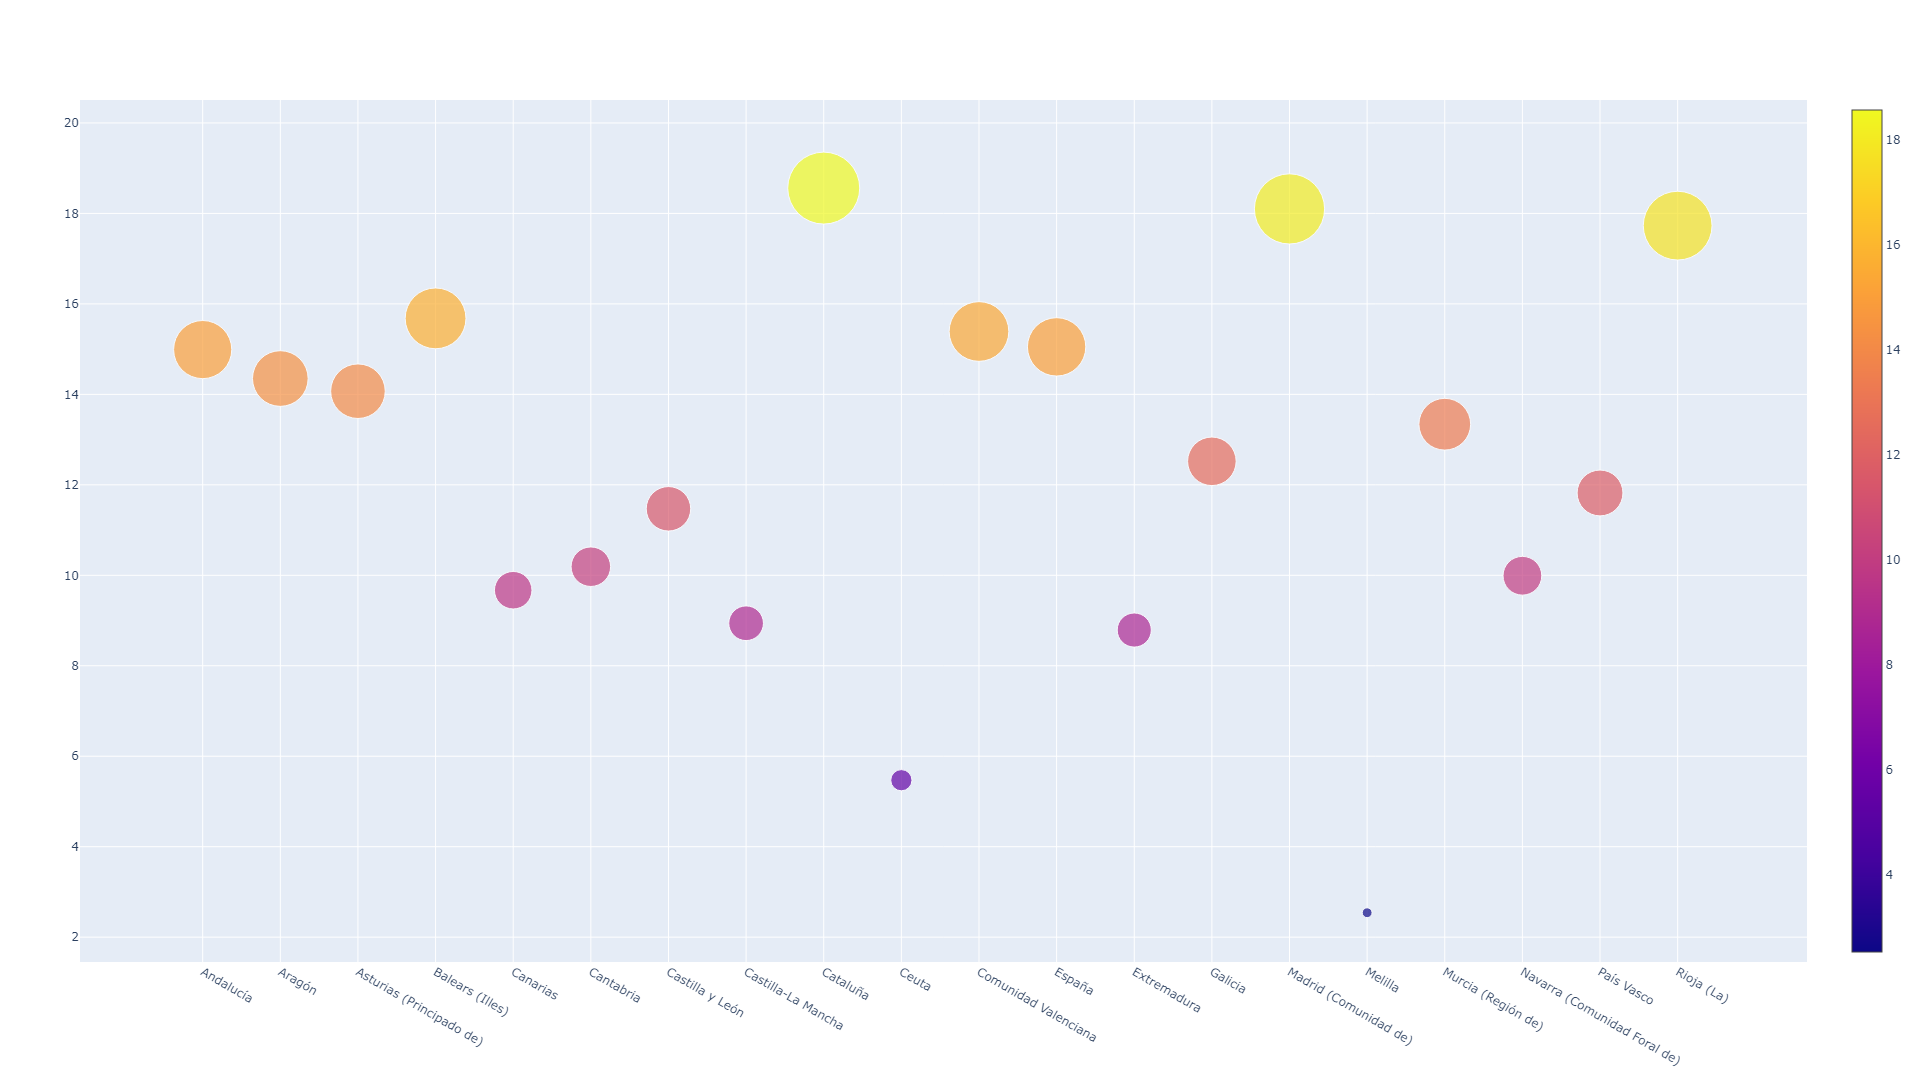 20
18
16
14
12
10
8
6
4
2
Andalucía
Aragón
Asturias (Principado de)
Balears (Illes)
Canarias
Cantabria
Castilla y León
Castilla-La Mancha
Cataluña
Ceuta
Comunidad Valenciana
España
Extremadura
Galicia
Madrid (Comunidad de)
Melilla
Murcia (Región de)
Navarra (Comunidad Foral de)
País Vasco
Rioja (La)
18
16
14
12
10
8
6
4